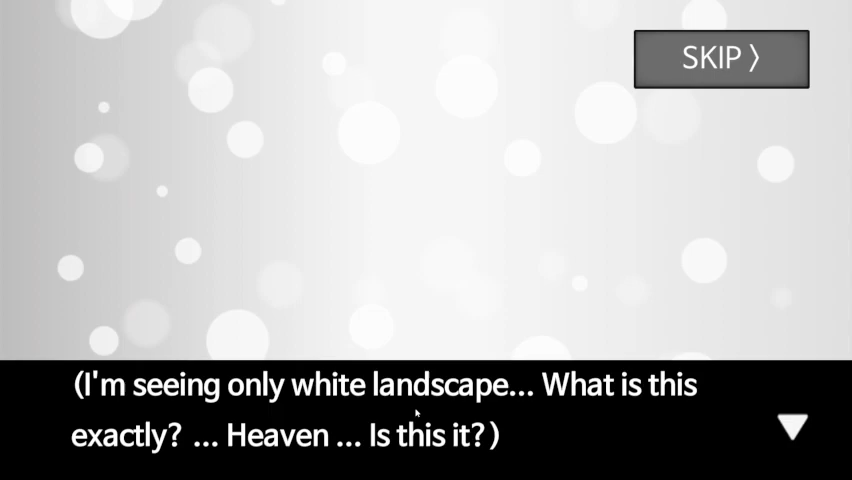 SKIP 〉
(I'm seeing only white landscape... What is this
exactly? ... Heaven ... Is this it?)